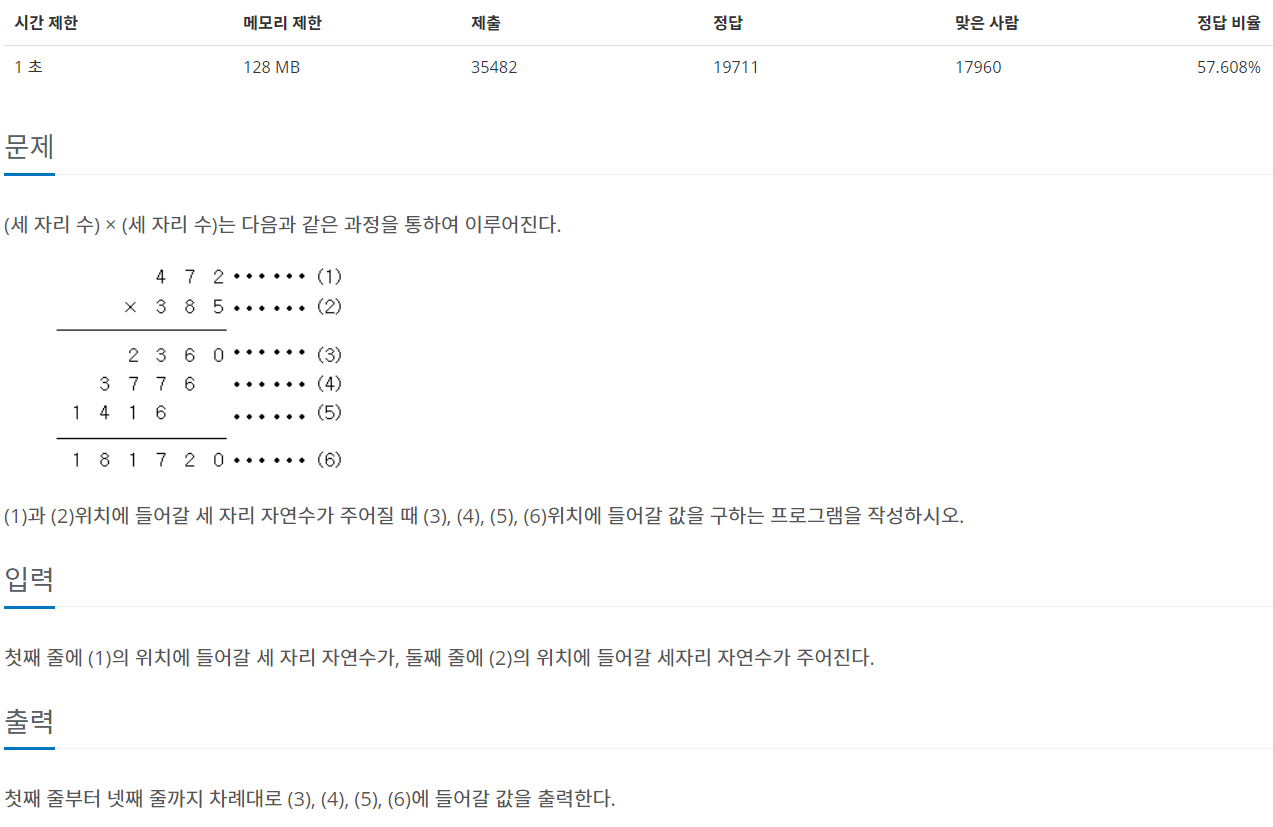 시간 제한 메모리 제한 제출 정답 맞은 사람 정답 비율
1 초 128 MB 35482 19711 17960 57.608%
문제
(세 자리 수) × (세 자리 수)는 다음과 같은 과정을 통하여 이루어진다.
4 7 2 •••••• (1)
× 3 8 5 •••••• (2)
2 3 6 0 •••••• (3)
3 7 7 6 •••••• (4)
1 4 1 6 •••••• (5)
1 8 1 7 2 0 •••••• (6)
(1)과 (2)위치에 들어갈 세 자리 자연수가 주어질 때 (3), (4), (5), (6)위치에 들어갈 값을 구하는 프로그램을 작성하시오.
입력
첫째 줄에 (1)의 위치에 들어갈 세 자리 자연수가, 둘째 줄에 (2)의 위치에 들어갈 세자리 자연수가 주어진다.
출력
첫째 줄부터 넷째 줄까지 차례대로 (3), (4), (5), (6)에 들어갈 값을 출력한다.